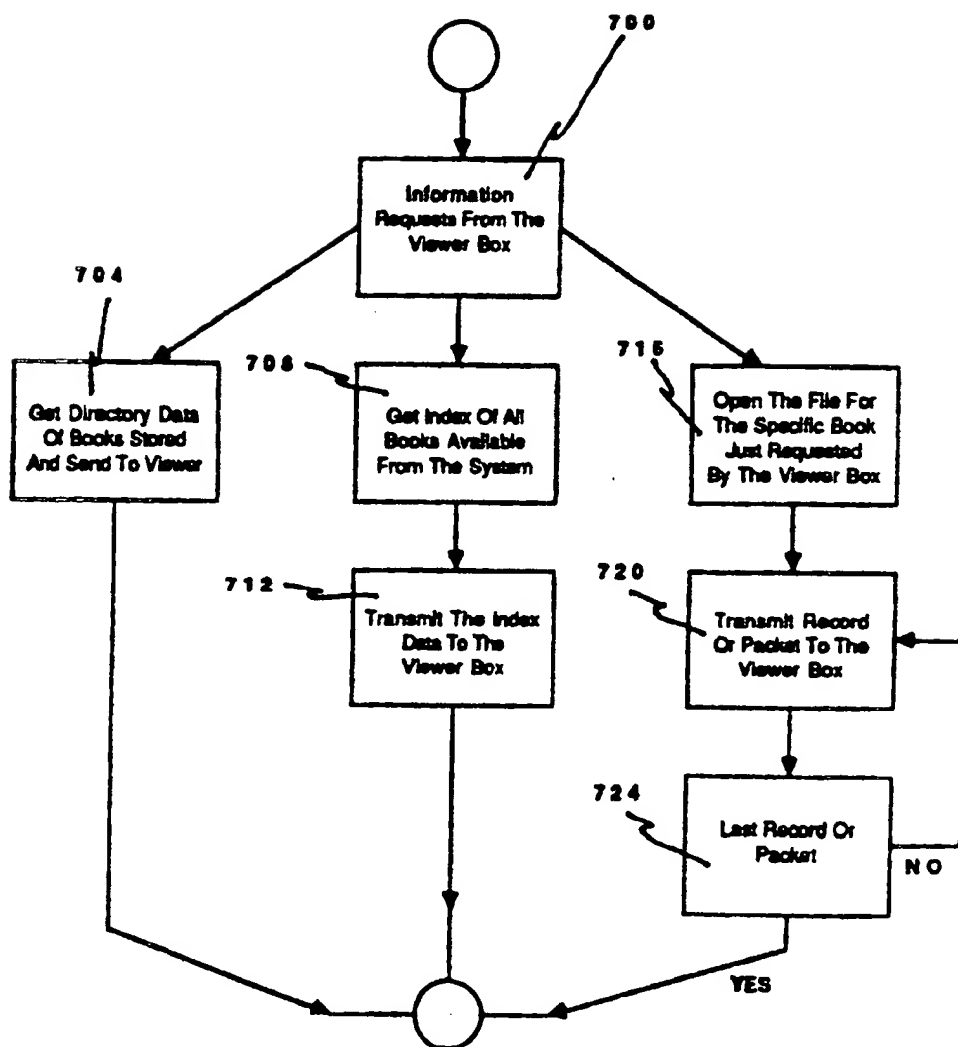 700
Information
Requests From The
Viewer Box
704
Get Directory Data
Of Books Stored
And Send To Viewer
708
Get Index Of All
Books Available
From The System
715
Open The File For
The Specific Book
Just Requested
By The Viewer Box
712
Transmit The Index
Data To The
Viewer Box
720
Transmit Record
Or Packet To The
Viewer Box
724
Last Record Or
Packet
NO
YES